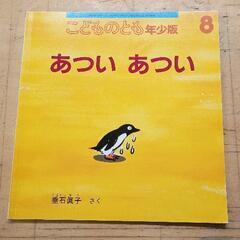 こどものとも年少版 8
あつい あつい
垂石眞子 さく